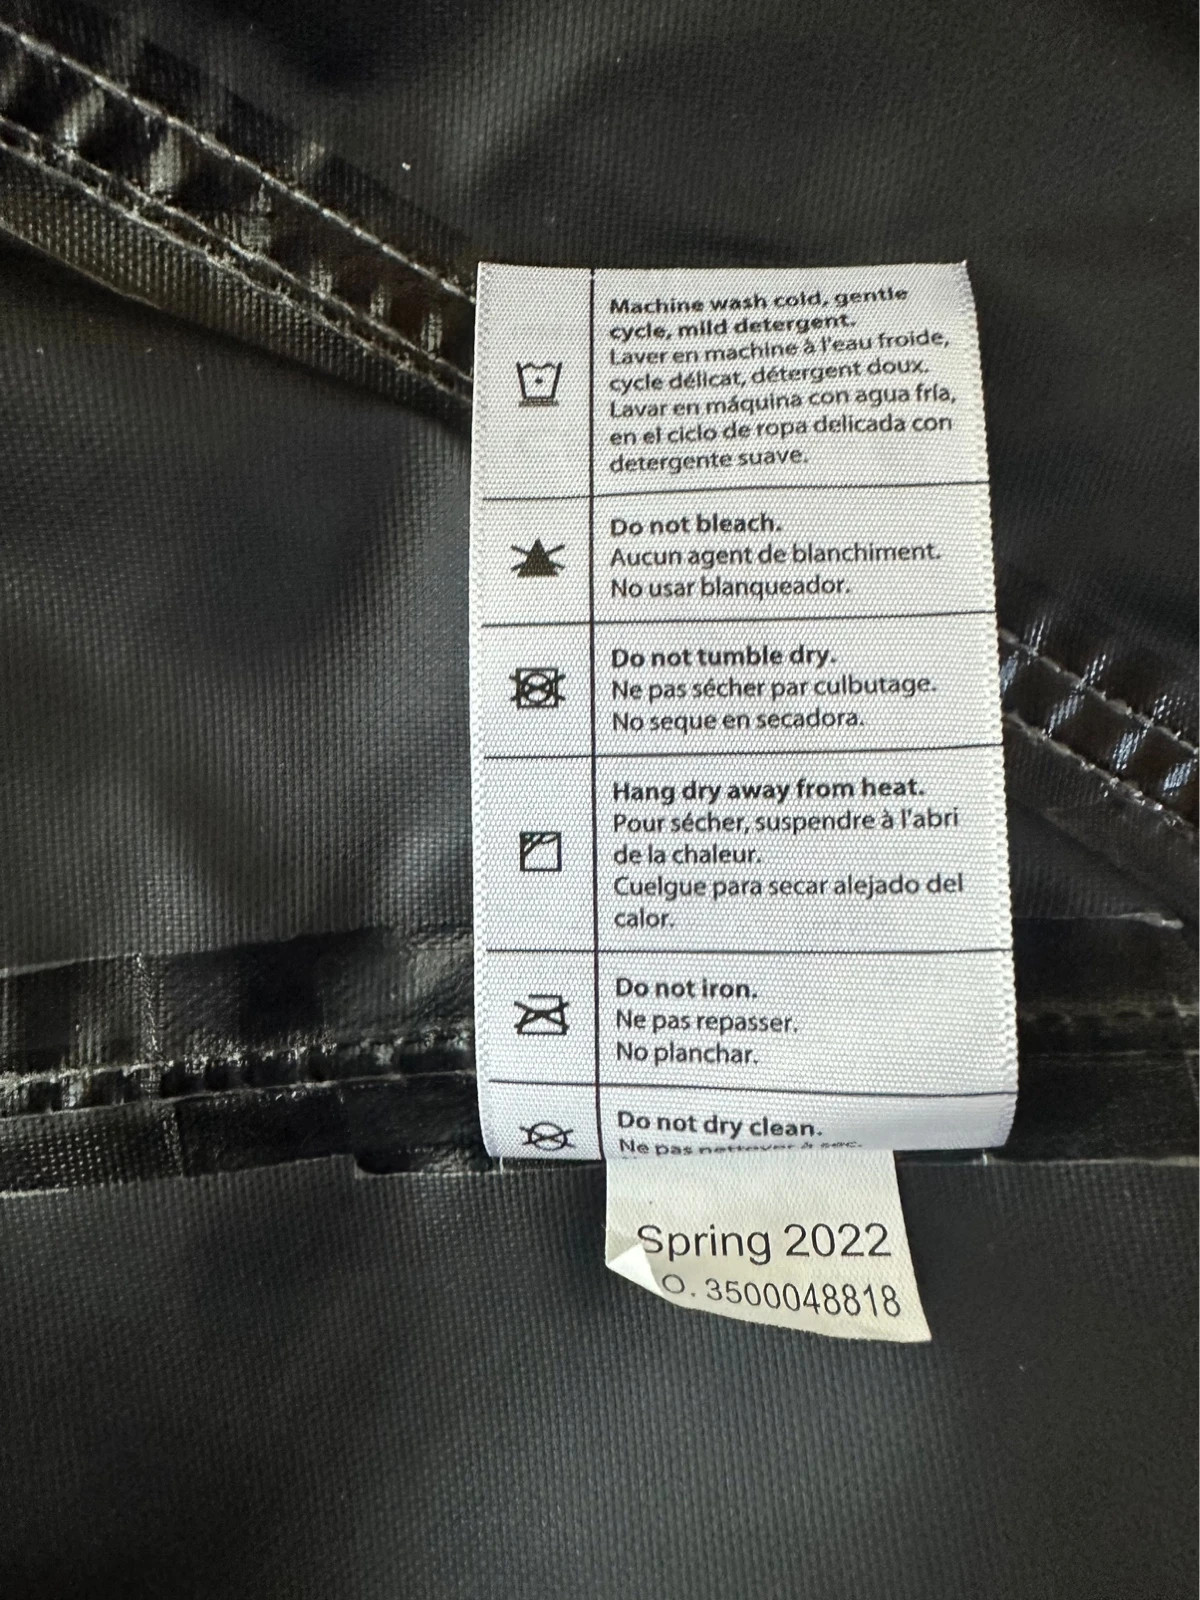 Machine wash cold, gentle
cycle, mild detergent.
Laver en machine à l'eau froide,
cycle délicat, détergent doux.
Lavar en máquina con agua fría,
en el ciclo de ropa delicada con
detergente suave.
Do not bleach.
Aucun agent de blanchiment.
No usar blanqueador.
Do not tumble dry.
Ne pas sécher par culbutage.
No seque en secadora.
Hang dry away from heat.
Pour sécher, suspendre à l'abri
de la chaleur.
Cuelgue para secar alejado del
calor.
Do not iron.
Ne pas repasser.
No planchar.
Do not dry clean.
Ne pas nettoyer à sec.
Spring 2022
O. 3500048818